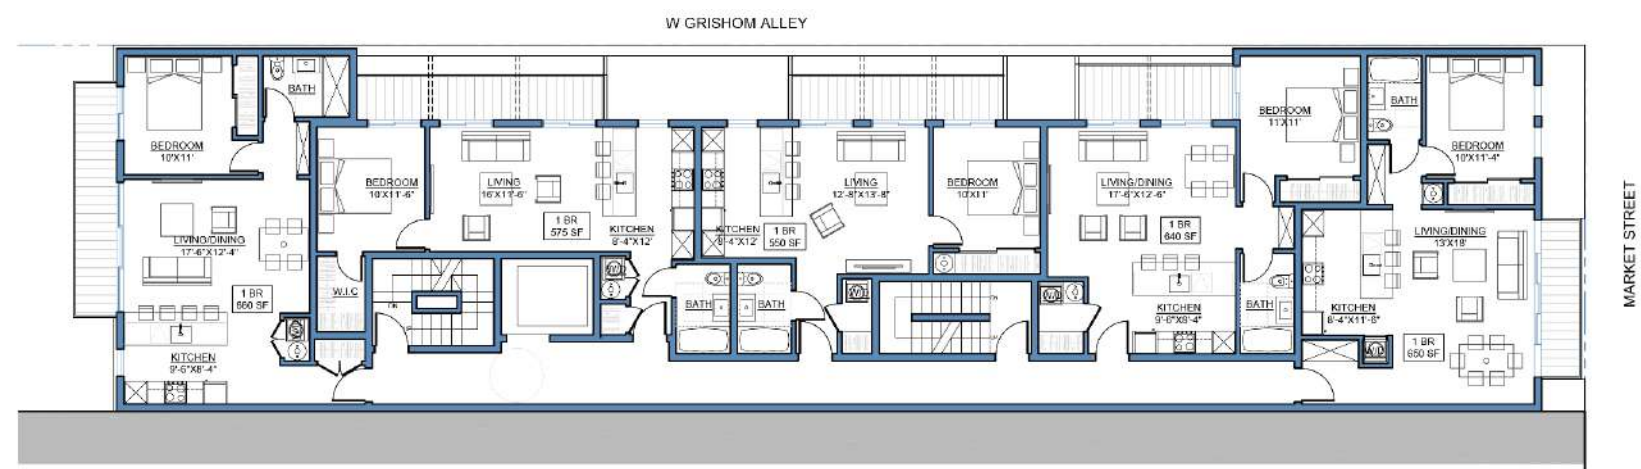 W GRISHOM ALLEY
BATH
BEDROOM
10'X11'
LIVING/DINING
17'-6"X12'-4"
1 BR
660 SF
KITCHEN
9'-6"X8'-4"
BEDROOM
10'X11'-6"
W.I.C
LIVING
16'X11'-6"
1 BR
575 SF
KITCHEN
8'-4"X12'
W/D
BATH
KITCHEN
8'-4"X12'
1 BR
550 SF
LIVING
12'-8"X13'-8"
BATH
W/D
BEDROOM
10'X11'
LIVING/DINING
17'-6"X12'-6"
1 BR
640 SF
W/D
KITCHEN
9'-6"X9'-4"
BATH
BEDROOM
11'X11'
BATH
BEDROOM
10'X11'-4"
LIVING/DINING
13'X18'
KITCHEN
8'-4"X11'-6"
1 BR
650 SF
W/D
MARKET STREET